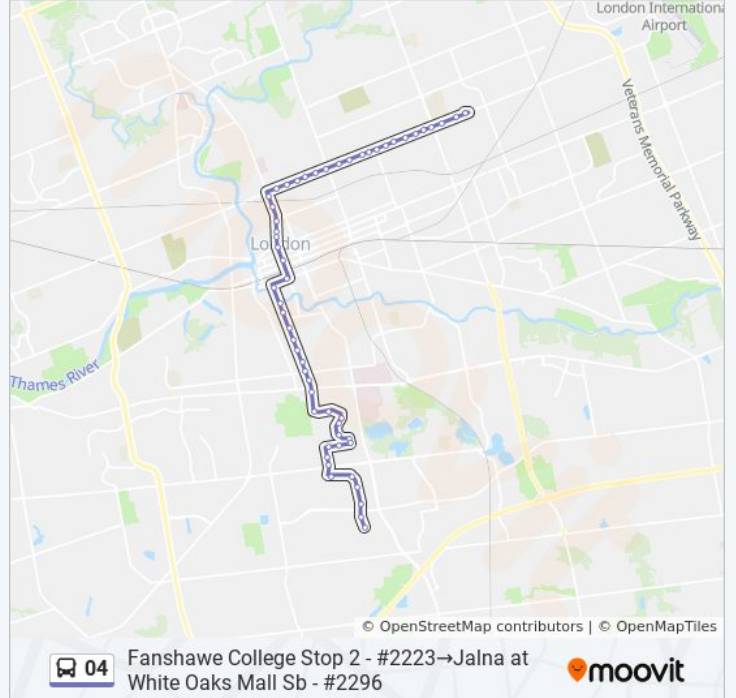 London Internationa
Airport
Veterans Memorial Parkway
London
Thames River
© OpenStreetMap contributors | © OpenMapTiles
04
Fanshawe College Stop 2 - #2223→Jalna at
White Oaks Mall Sb - #2296
moovit